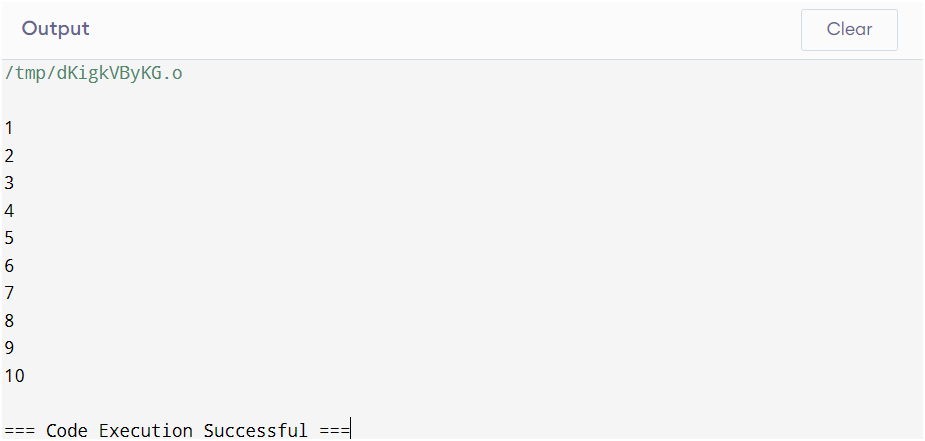 Output
Clear
/tmp/dKigkVByKG.o
1
2
3
4
5
6
7
8
9
10
=== Code Execution Successful ===